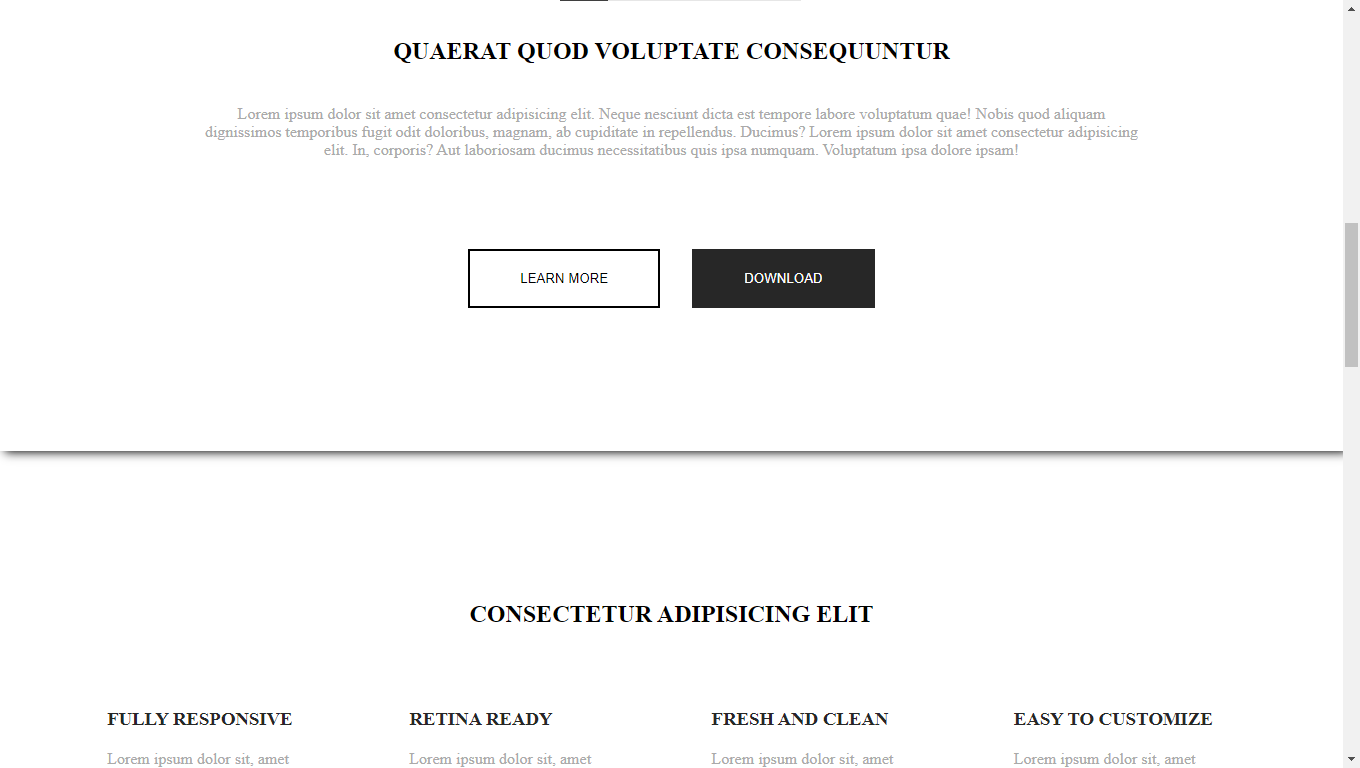 QUAERAT QUOD VOLUPTATE CONSEQUUNTUR
Lorem ipsum dolor sit amet consectetur adipisicing elit. Neque nesciunt dicta est tempore labore voluptatum quae! Nobis quod aliquam
dignissimos temporibus fugit odit doloribus, magnam, ab cupiditate in repellendus. Ducimus? Lorem ipsum dolor sit amet consectetur adipisicing
elit. In, corporis? Aut laboriosam ducimus necessitatibus quis ipsa numquam. Voluptatum ipsa dolore ipsam!
LEARN MORE
DOWNLOAD
CONSECTETUR ADIPISICING ELIT
FULLY RESPONSIVE
Lorem ipsum dolor sit, amet
RETINA READY
Lorem ipsum dolor sit, amet
FRESH AND CLEAN
Lorem ipsum dolor sit, amet
EASY TO CUSTOMIZE
Lorem ipsum dolor sit, amet